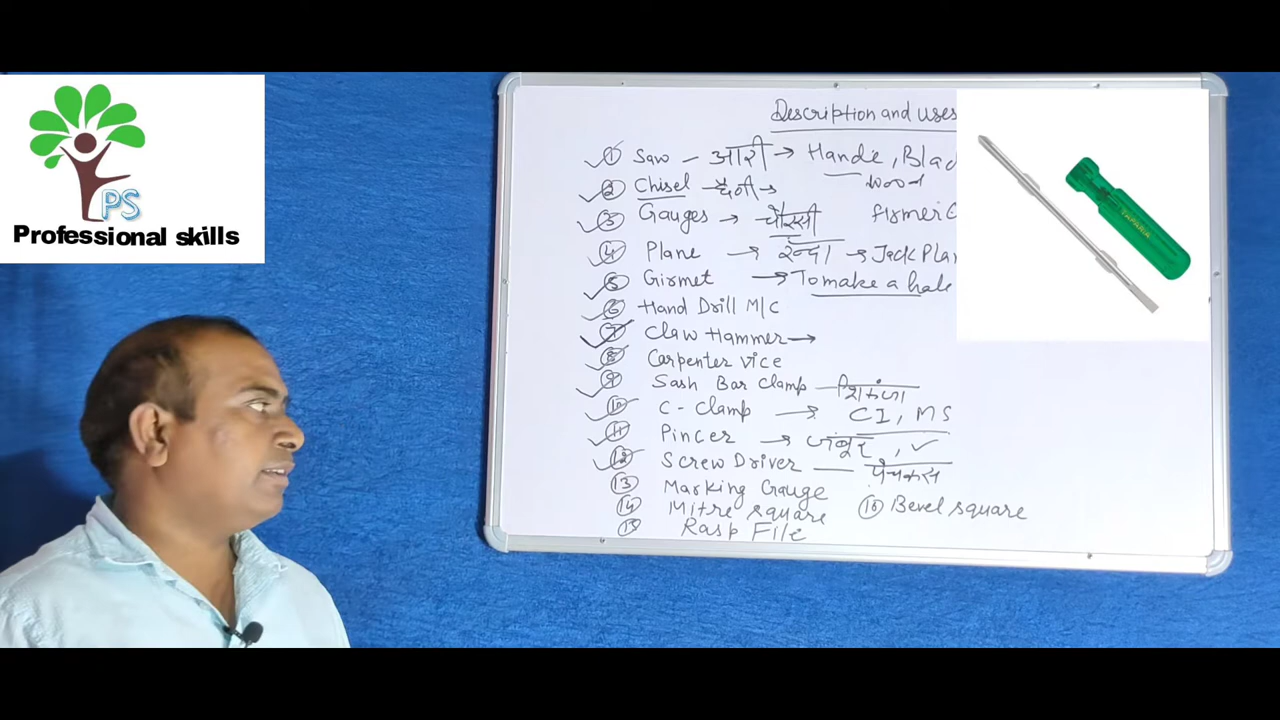 PS
Professional skills
Description and uses
① Saw – आरी → Handle, Blad
② Chisel → छैनी →
③ Gauges → चौरसी firmer C
④ Plane → रन्दा → Jack Plan
⑤ Girmet → To make a hole
⑥ Hand Drill M/C
⑦ Claw Hammer →
⑧ Carpenter vice
⑨ Sash Bar Clamp – शिकंजा
⑩ C-Clamp → CI, MS
⑪ Pincer → जंबूर, ✓
⑫ Screw Driver — पेचकस
⑬ Marking Gauge
⑭ Mitre square ⑯ Bevel square
⑮ Rasp File
TAPARIA